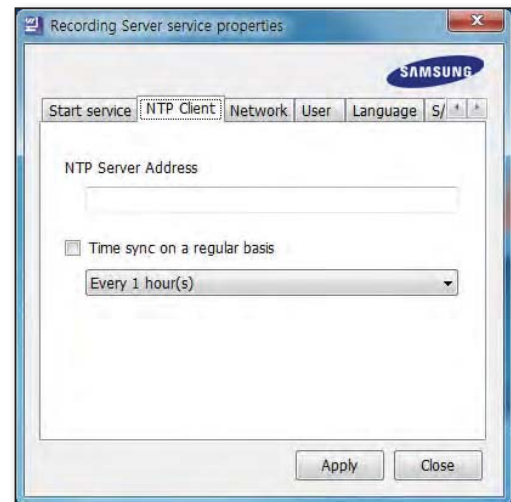 Recording Server service properties
SAMSUNG
Start service NTP Client Network User Language S/
NTP Server Address
Time sync on a regular basis
Every 1 hour(s)
Apply Close